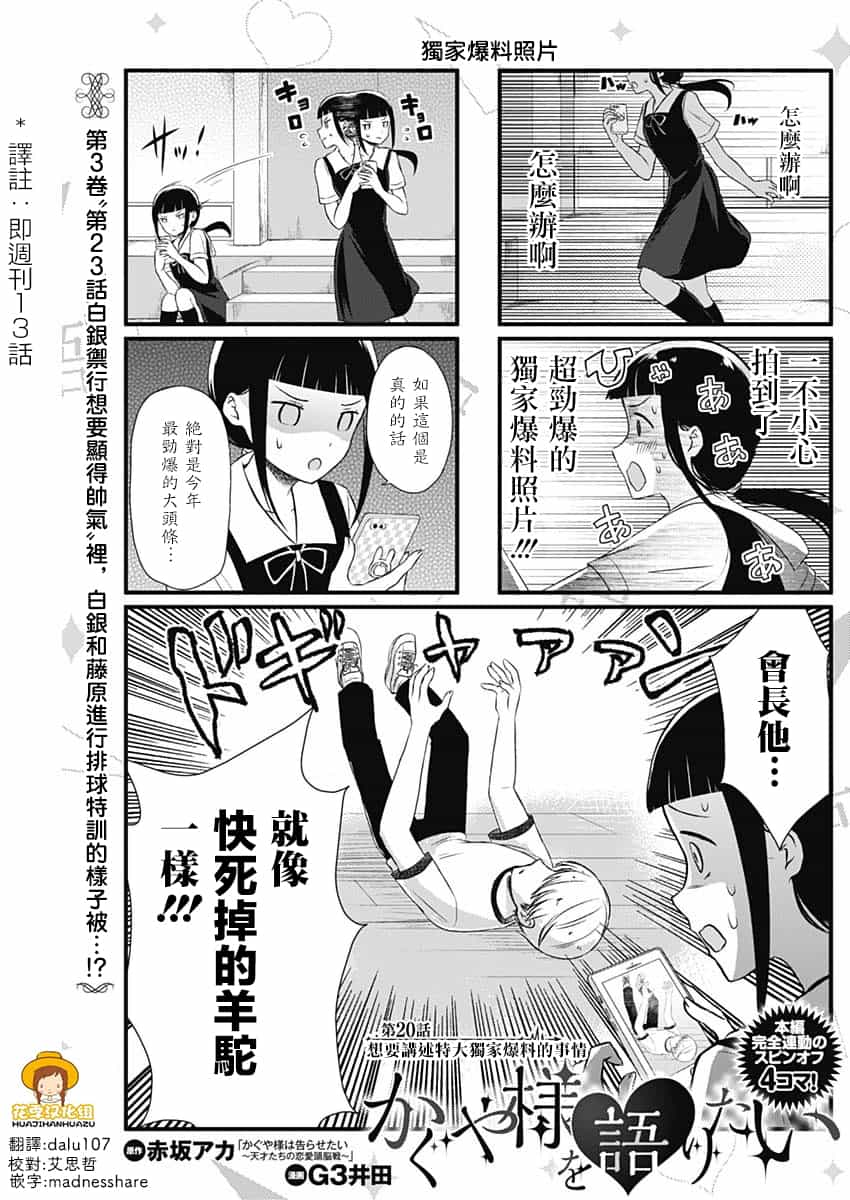 獨家爆料照片
怎麼辦啊
怎麼辦啊
ハッ
キョロ
キョロ
サッ!
一不小心
拍到了
超勁爆的
獨家爆料照片!!!
ひゃ
ああああ
如果這個是
真的的話
絕對是今年
最勁爆的大頭條…
會長他…
ドギャァァァン
就像
快死掉的羊駝
一樣!!!
第3卷〝第23話白銀禦行想要顯得帥氣〞裡，白銀和藤原進行排球特訓的樣子被…!?
*譯註：即週刊13話
第20話
想要講述特大獨家爆料的事情
かぐや様を語りたい
本編
完全連動の
スピンオフ
4コマ!
原作 赤坂アカ「かぐや様は告らせたい
～天才たちの恋愛頭脳戦～」
漫画 G3井田
花季汉化组
HUAJIHANHUAZU
翻譯:dalu107
校對:艾思哲
嵌字:madnesshare